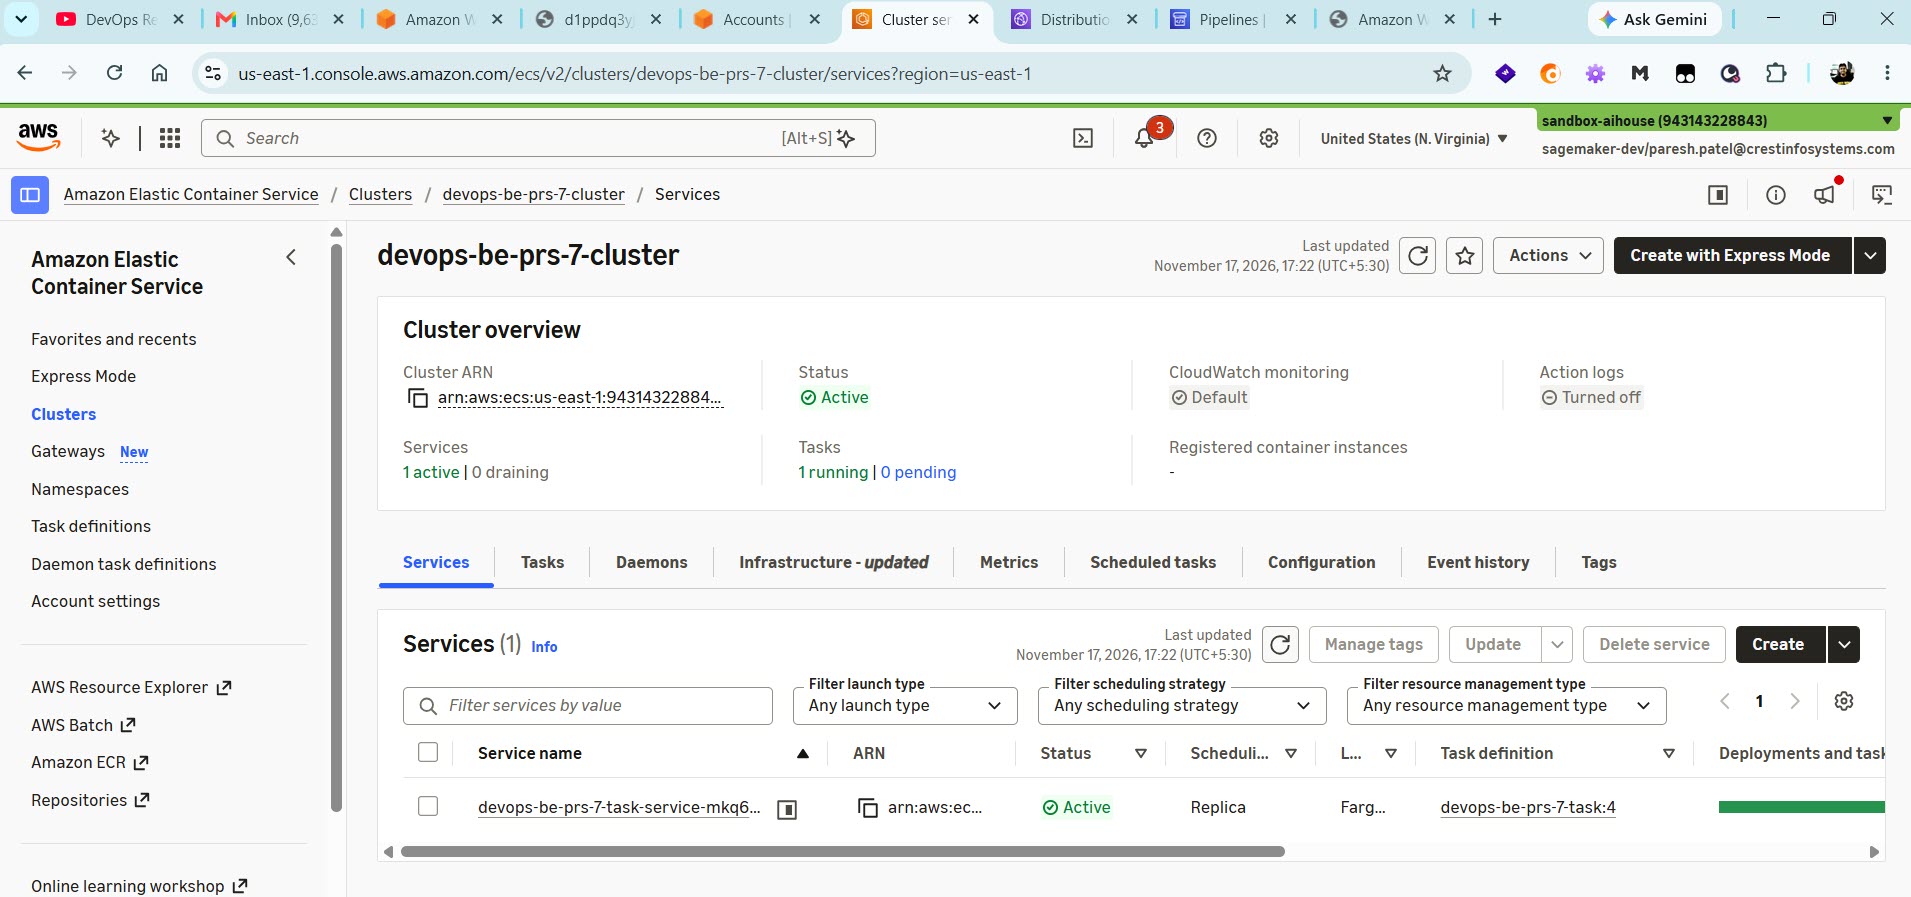 DevOps Re
Inbox (9,63
Amazon W
d1ppdq3y
Accounts |
Cluster ser
Distributio
Pipelines |
Amazon W
Ask Gemini
us-east-1.console.aws.amazon.com/ecs/v2/clusters/devops-be-prs-7-cluster/services?region=us-east-1
aws
Search
[Alt+S]
3
United States (N. Virginia)
sandbox-aihouse (943143228843)
sagemaker-dev/paresh.patel@crestinfosystems.com
Amazon Elastic Container Service / Clusters / devops-be-prs-7-cluster / Services
Amazon Elastic
Container Service
Favorites and recents
Express Mode
Clusters
Gateways New
Namespaces
Task definitions
Daemon task definitions
Account settings
AWS Resource Explorer
AWS Batch
Amazon ECR
Repositories
Online learning workshop
devops-be-prs-7-cluster
Last updated
November 17, 2026, 17:22 (UTC+5:30)
Actions
Create with Express Mode
Cluster overview
Cluster ARN
arn:aws:ecs:us-east-1:94314322884...
Status
Active
CloudWatch monitoring
Default
Action logs
Turned off
Services
1 active | 0 draining
Tasks
1 running | 0 pending
Registered container instances
-
Services
Tasks
Daemons
Infrastructure - updated
Metrics
Scheduled tasks
Configuration
Event history
Tags
Services (1) Info
Last updated
November 17, 2026, 17:22 (UTC+5:30)
Manage tags
Update
Delete service
Create
Filter services by value
Filter launch type
Any launch type
Filter scheduling strategy
Any scheduling strategy
Filter resource management type
Any resource management type
1
Service name
ARN
Status
Scheduli...
L...
Task definition
Deployments and task
devops-be-prs-7-task-service-mkq6...
arn:aws:ec...
Active
Replica
Farg...
devops-be-prs-7-task:4